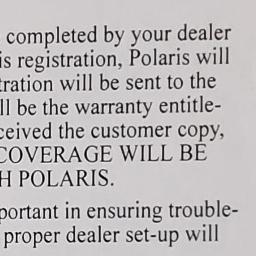 completed by your dealer
is registration, Polaris will
tration will be sent to the
ll be the warranty entitle-
ceived the customer copy,
COVERAGE WILL BE
H POLARIS.
portant in ensuring trouble-
proper dealer set-up will